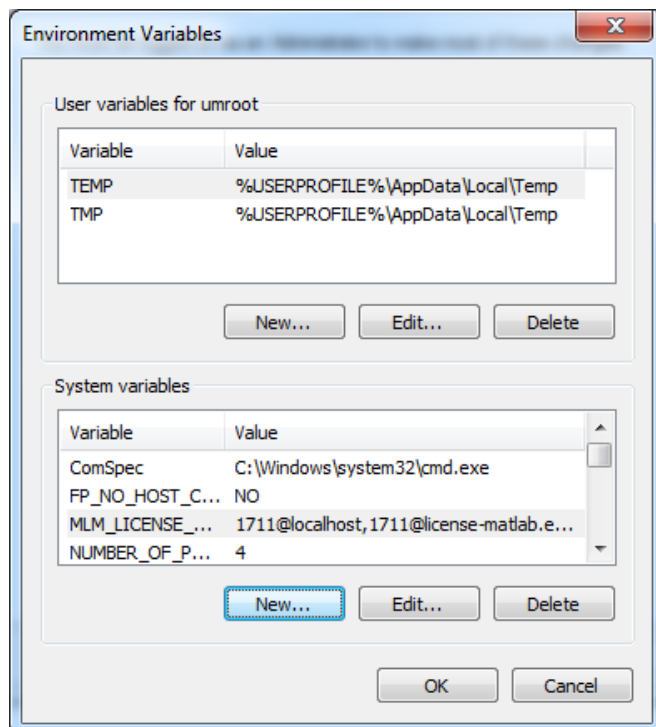 Environment Variables
User variables for umroot
Variable Value
TEMP %USERPROFILE%\AppData\Local\Temp
TMP %USERPROFILE%\AppData\Local\Temp
New... Edit... Delete
System variables
Variable Value
ComSpec C:\Windows\system32\cmd.exe
FP_NO_HOST_C... NO
MLM_LICENSE_... 1711@localhost,1711@license-matlab.e...
NUMBER_OF_P... 4
New... Edit... Delete
OK Cancel